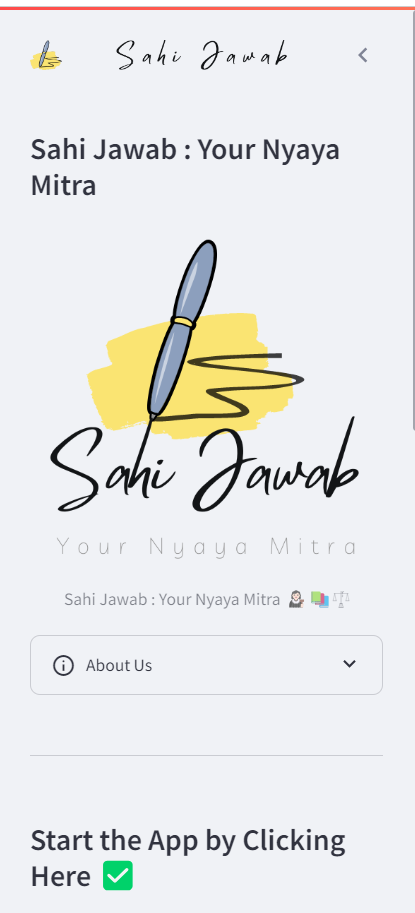 Sahi Jawab
Sahi Jawab : Your Nyaya
Mitra
Sahi Jawab
Your Nyaya Mitra
Sahi Jawab : Your Nyaya Mitra 👩🏻‍⚖️ 📚 ⚖️
About Us
Start the App by Clicking
Here ✅